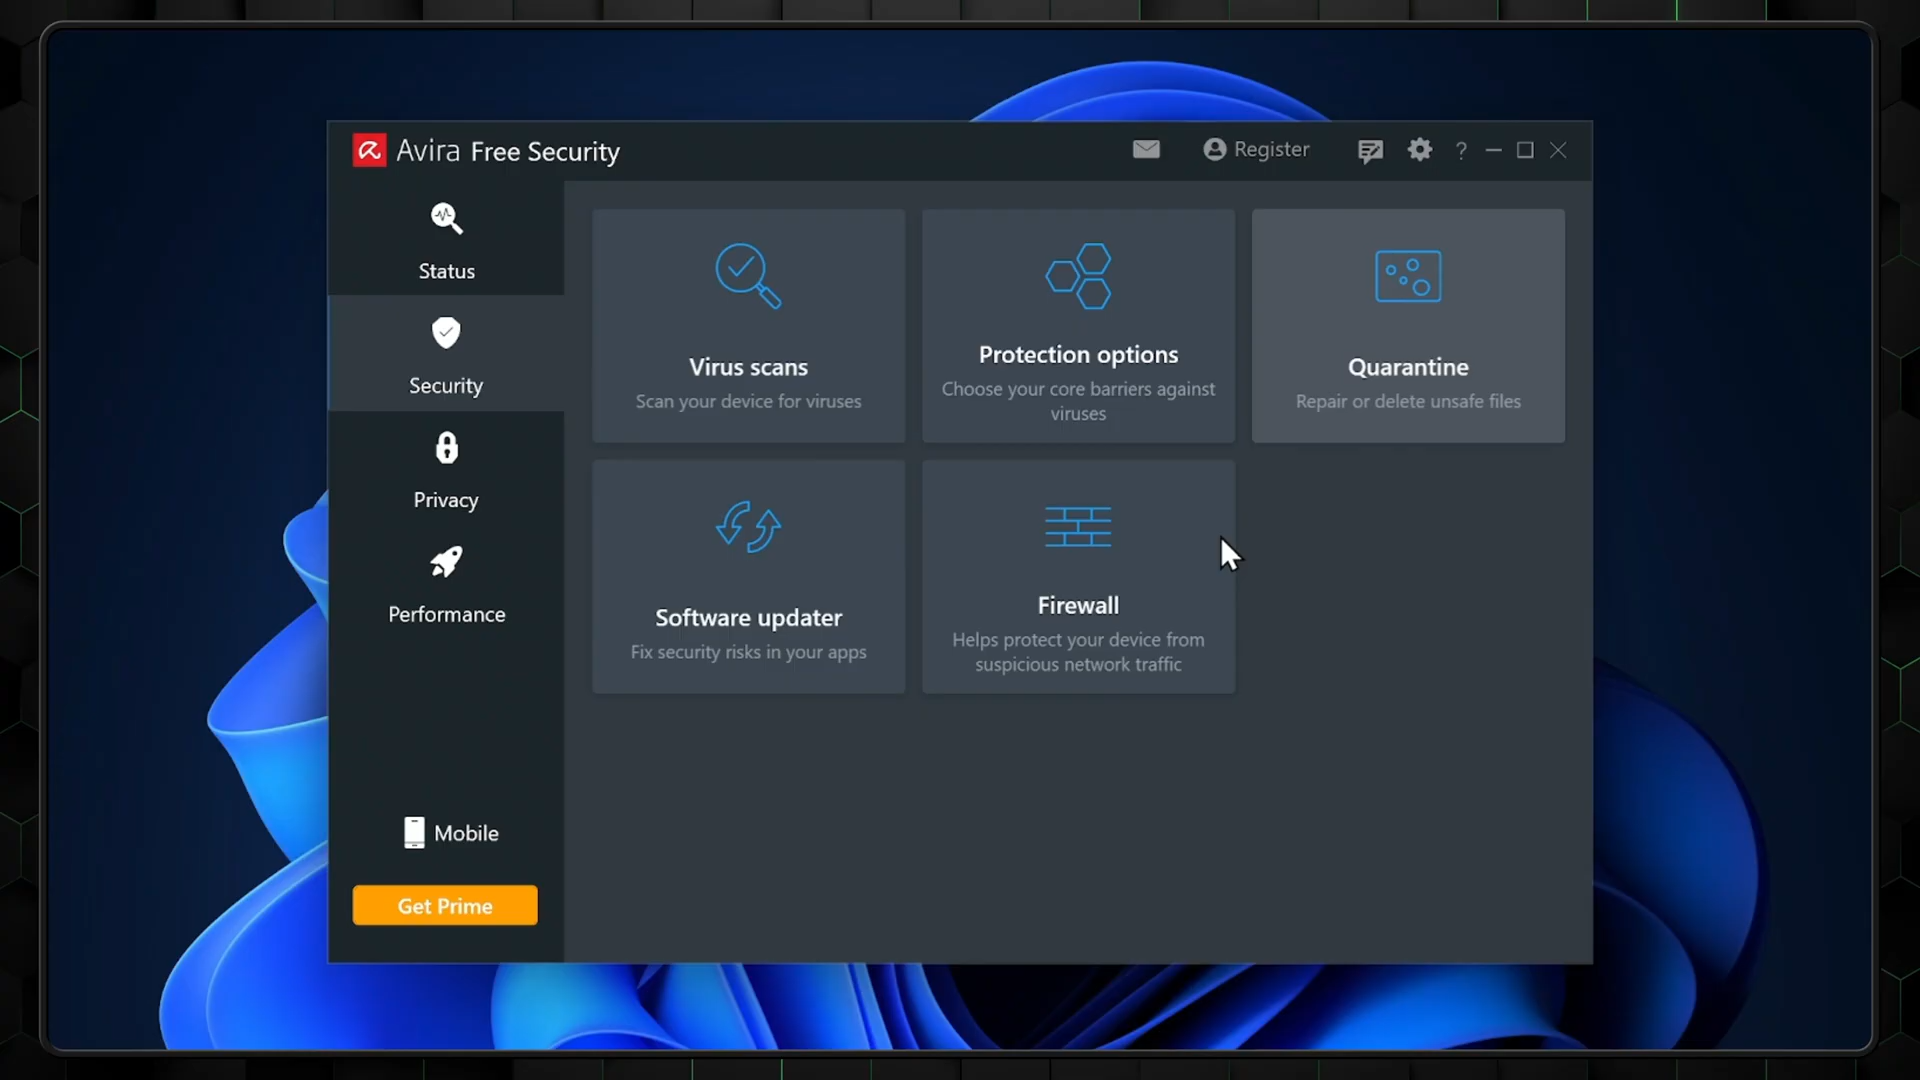 Avira Free Security
Register
?
Status
Security
Privacy
Performance
Mobile
Get Prime
Virus scans
Scan your device for viruses
Protection options
Choose your core barriers against
viruses
Quarantine
Repair or delete unsafe files
Software updater
Fix security risks in your apps
Firewall
Helps protect your device from
suspicious network traffic